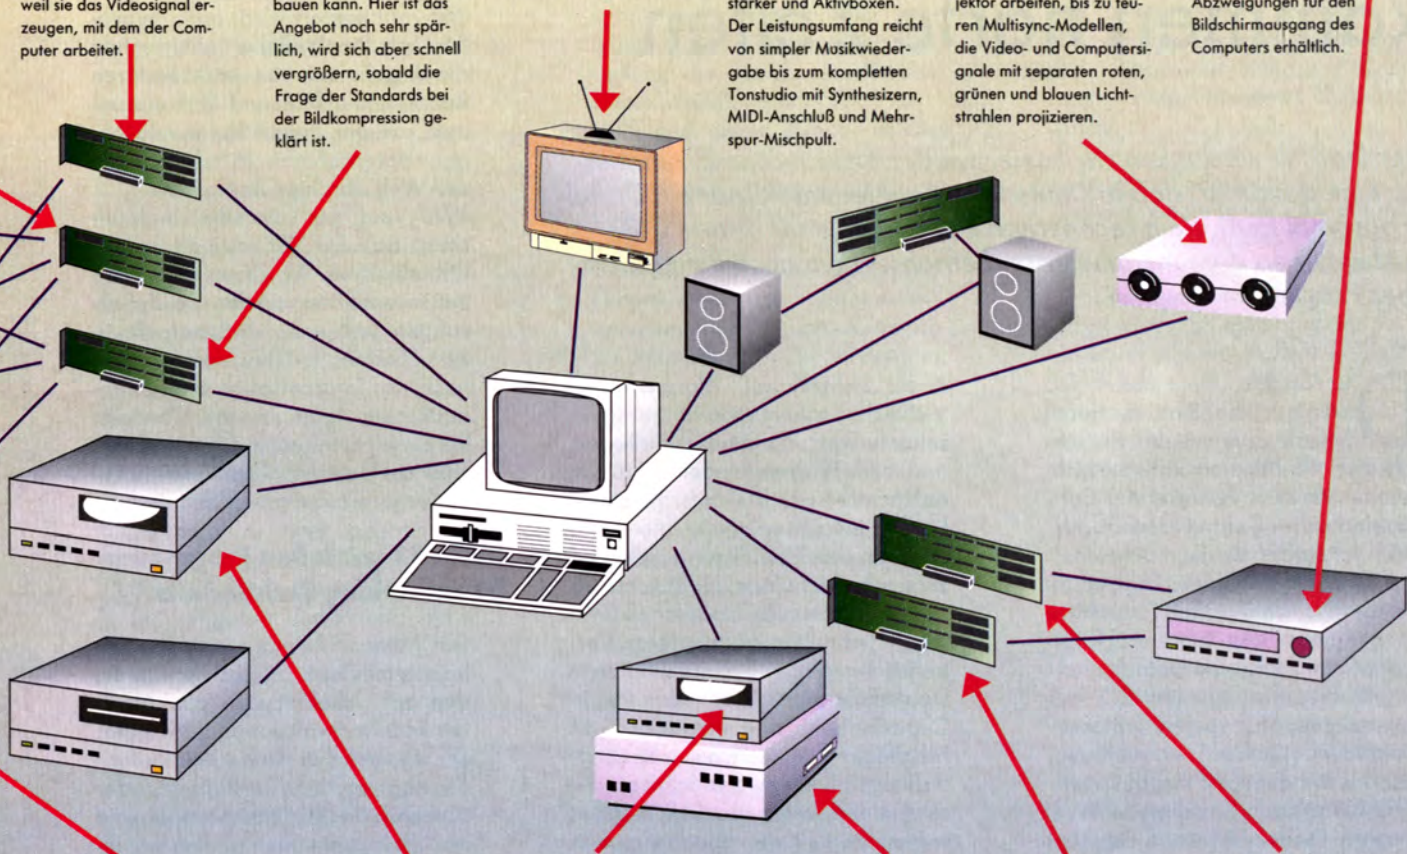 weil sie das Videosignal er-
zeugen, mit dem der Com-
puter arbeitet.
bauen kann. Hier ist das
Angebot noch sehr spär-
lich, wird sich aber schnell
vergrößern, sobald die
Frage der Standards bei
der Bildkompression ge-
klärt ist.
stärker und Aktivboxen.
Der Leistungsumfang reicht
von simpler Musikwieder-
gabe bis zum kompletten
Tonstudio mit Synthesizern,
MIDI-Anschluß und Mehr-
spur-Mischpult.
jektor arbeiten, bis zu teu-
ren Multisync-Modellen,
die Video- und Computersi-
gnale mit separaten roten,
grünen und blauen Licht-
strahlen projizieren.
Abzweigungen für den
Bildschirmausgang des
Computers erhältlich.